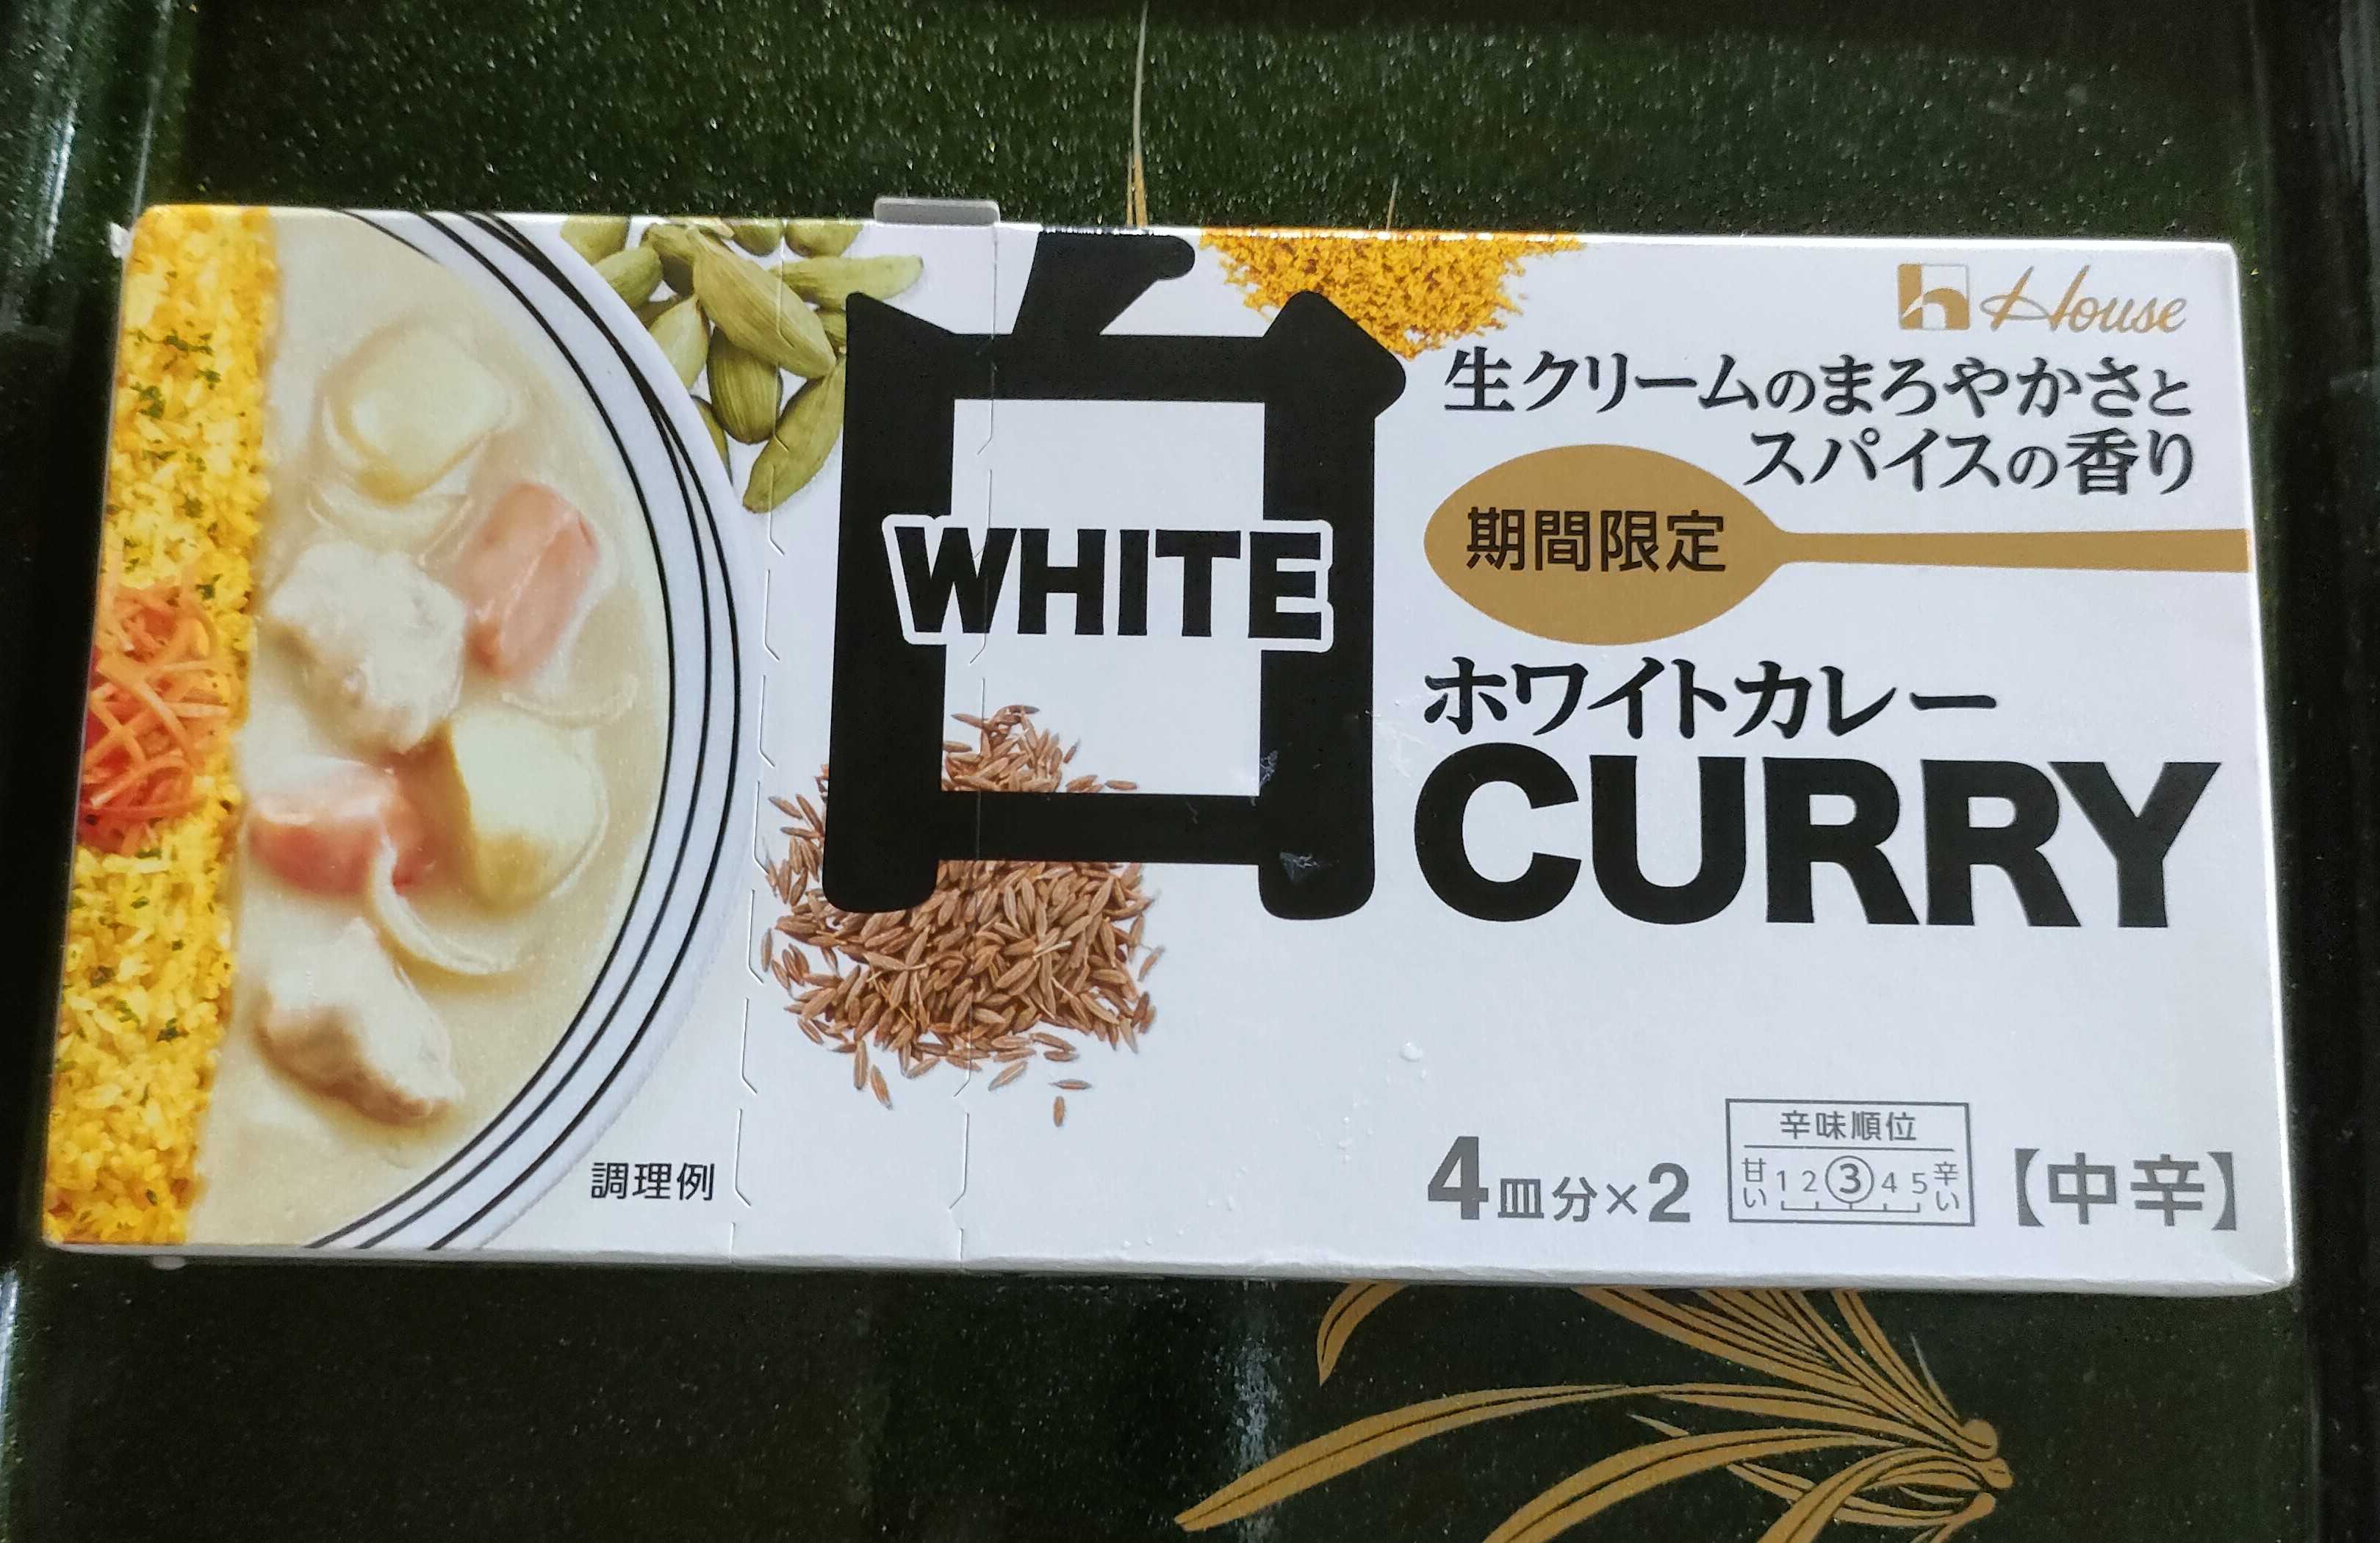 House
生クリームのまろやかさと
スパイスの香り
期間限定
白
WHITE
ホワイトカレー
CURRY
調理例
4皿分×2
辛味順位
甘い 1 2 ③ 4 5 辛い
【中辛】